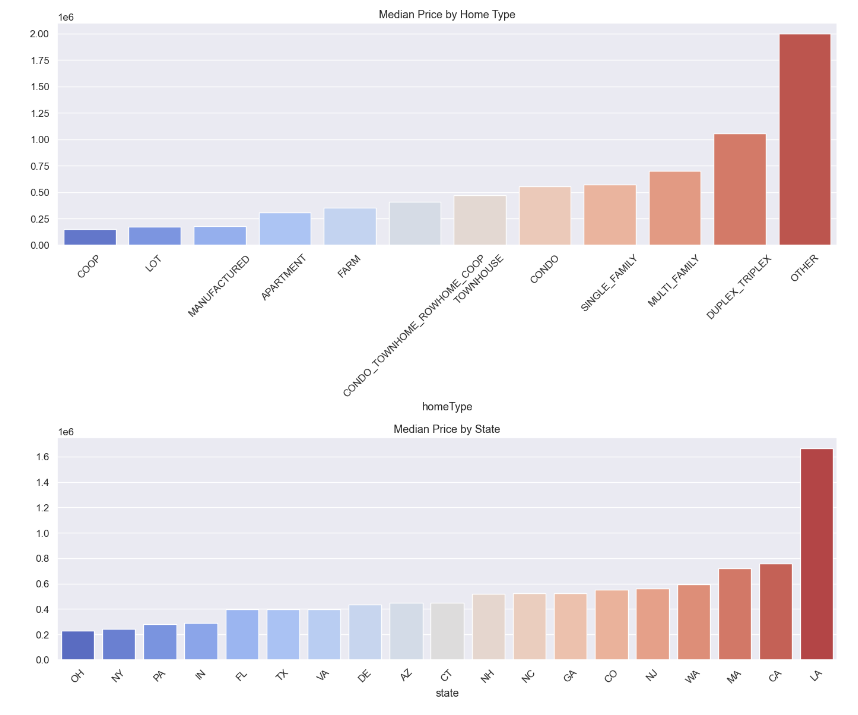 Median Price by Home Type
1e6
2.00
1.75
1.50
1.25
1.00
0.75
0.50
0.25
0.00
COOP
LOT
MANUFACTURED
APARTMENT
FARM
CONDO_TOWNHOME_ROWHOME_COOP
TOWNHOUSE
CONDO
SINGLE_FAMILY
MULTI_FAMILY
DUPLEX_TRIPLEX
OTHER
homeType
Median Price by State
1e6
1.6
1.4
1.2
1.0
0.8
0.6
0.4
0.2
0.0
OH
NY
PA
IN
FL
TX
VA
DE
AZ
CT
NH
NC
GA
CO
NJ
WA
MA
CA
LA
state